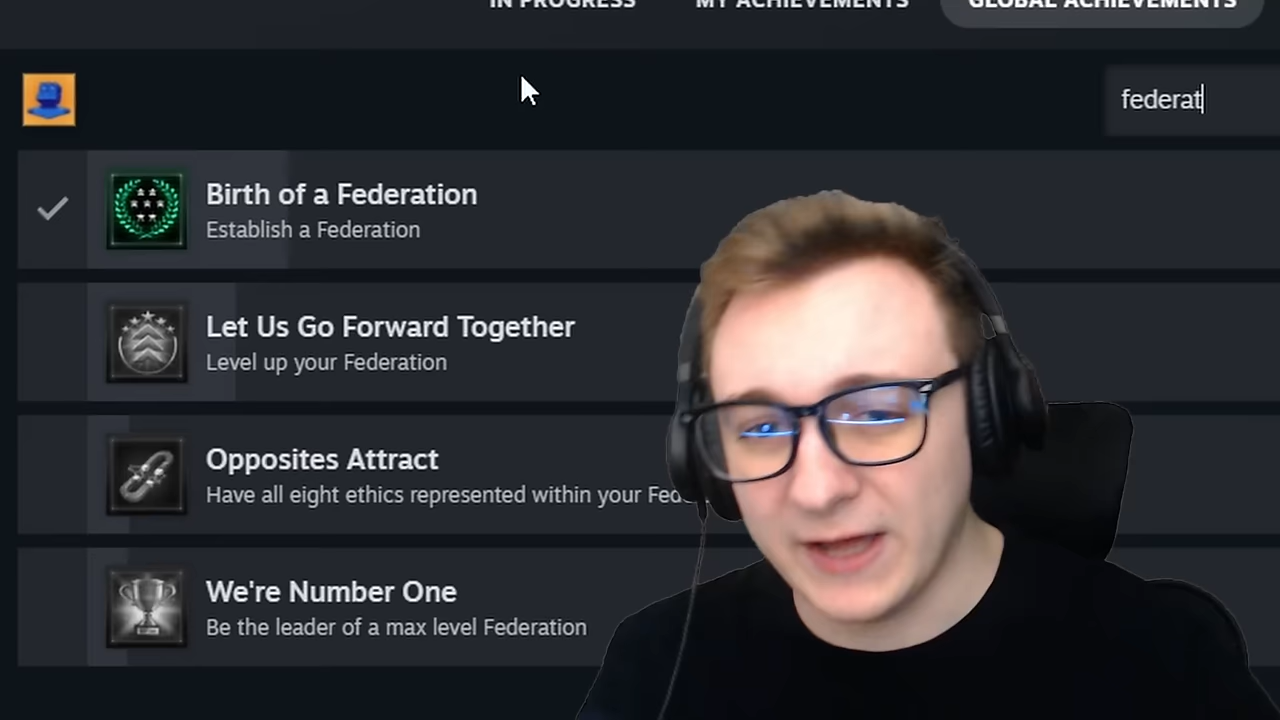 IN PROGRESS MY ACHIEVEMENTS GLOBAL ACHIEVEMENTS
federat
Birth of a Federation
Establish a Federation
Let Us Go Forward Together
Level up your Federation
Opposites Attract
Have all eight ethics represented within your
We're Number One
Be the leader of a max level Federation